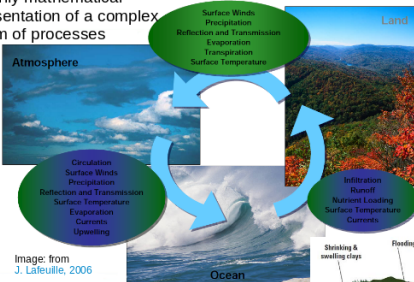 mathematical
sentation of a complex
m of processes
Surface Winds
Precipitation
Reflection and Transmission
Evaporation
Transpiration
Surface Temperature
Land
Atmosphere
Circulation
Surface Winds
Precipitation
Reflection and Transmission
Surface Temperature
Evaporation
Currents
Upwelling
Infiltration
Runoff
Nutrient Loading
Surface Temperature
Currents
Image: from
J. Lafeuille, 2006
Ocean
Shrinking &
swelling clays
Flooding